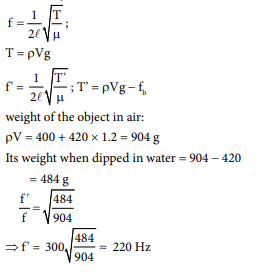 f = 1/2ℓ √T/μ ;
T = ρVg
f' = 1/2ℓ √T'/μ ; T' = ρVg – f_b
weight of the object in air:
ρV = 400 + 420 × 1.2 = 904 g
Its weight when dipped in water = 904 – 420
= 484 g
f'/f = √484/904
⇒ f' = 300 √484/904 ≈ 220 Hz